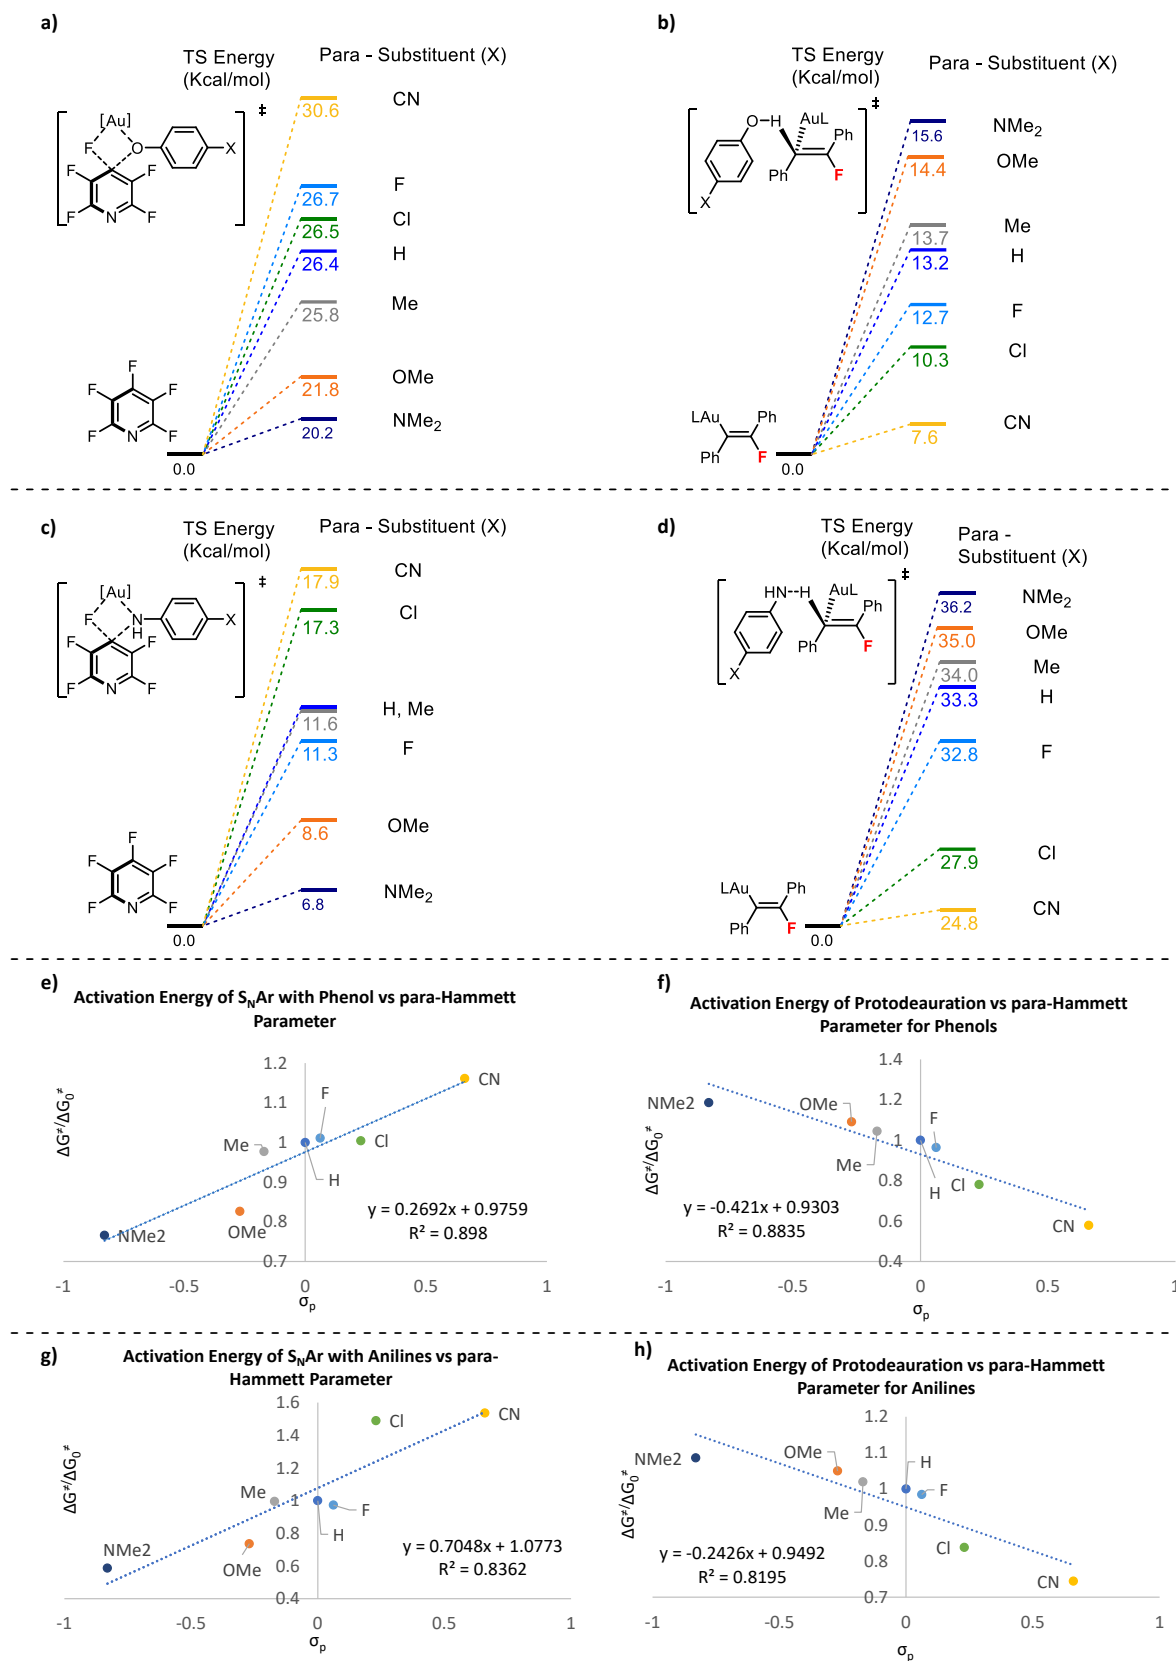 a)
TS Energy
(Kcal/mol)
Para - Substituent (X)
[Au]
F
O
X
‡
F
F
F
N
F
30.6
CN
26.7
F
26.5
Cl
26.4
H
25.8
Me
21.8
OMe
20.2
NMe2
F
F
F
F
N
F
0.0
b)
TS Energy
(Kcal/mol)
Para - Substituent (X)
‡
O-H
AuL
Ph
Ph
F
X
15.6
NMe2
14.4
OMe
13.7
Me
13.2
H
12.7
F
10.3
Cl
7.6
CN
LAu
Ph
Ph
F
0.0
c)
TS Energy
(Kcal/mol)
Para - Substituent (X)
[Au]
F
N
H
X
‡
F
F
F
N
F
17.9
CN
17.3
Cl
11.6
H, Me
11.3
F
8.6
OMe
6.8
NMe2
F
F
F
F
N
F
0.0
d)
TS Energy
(Kcal/mol)
Para -
Substituent (X)
‡
HN--H
AuL
Ph
Ph
F
X
36.2
NMe2
35.0
OMe
34.0
Me
33.3
H
32.8
F
27.9
Cl
24.8
CN
LAu
Ph
Ph
F
0.0
e)
Activation Energy of SNAr with Phenol vs para-Hammett
Parameter
ΔG≠/ΔG0≠
1.2
1.1
1
0.9
0.8
0.7
CN
F
Cl
Me
H
OMe
NMe2
y = 0.2692x + 0.9759
R² = 0.898
-1
-0.5
0
0.5
1
σp
f)
Activation Energy of Protodeauration vs para-Hammett
Parameter for Phenols
ΔG≠/ΔG0≠
1.4
1.2
1
0.8
0.6
0.4
NMe2
OMe
Me
F
H
Cl
CN
y = -0.421x + 0.9303
R² = 0.8835
-1
-0.5
0
0.5
1
σp
g)
Activation Energy of SNAr with Anilines vs para-
Hammett Parameter
ΔG≠/ΔG0≠
1.6
1.4
1.2
1
0.8
0.6
0.4
Cl
CN
Me
F
H
OMe
NMe2
y = 0.7048x + 1.0773
R² = 0.8362
-1
-0.5
0
0.5
1
σp
h)
Activation Energy of Protodeauration vs para-Hammett
Parameter for Anilines
ΔG≠/ΔG0≠
1.2
1.1
1
0.9
0.8
0.7
NMe2
OMe
H
Me
F
Cl
CN
y = -0.2426x + 0.9492
R² = 0.8195
-1
-0.5
0
0.5
1
σp